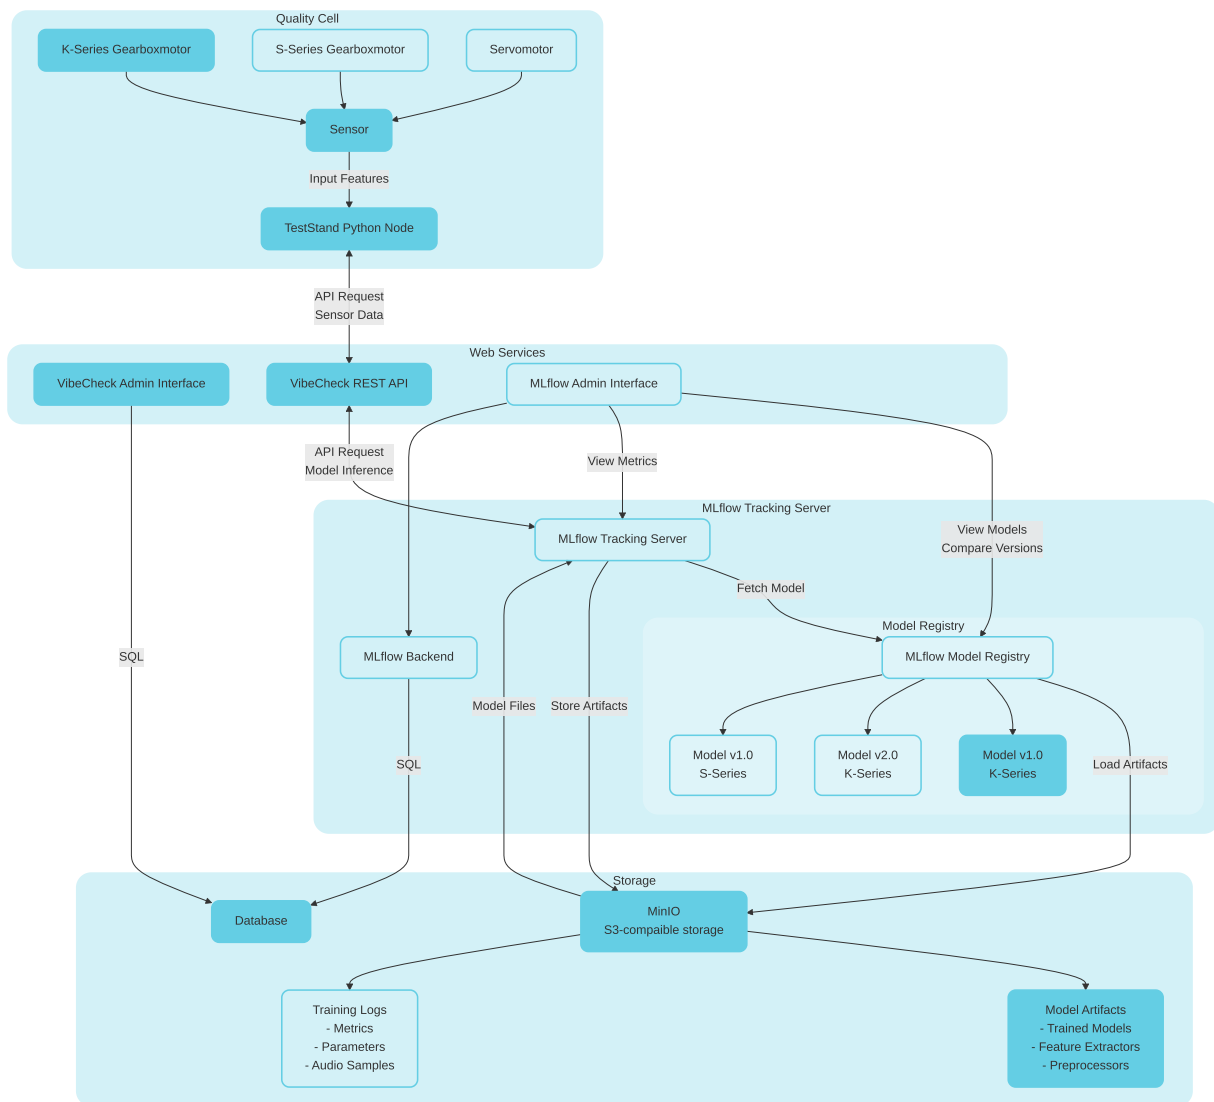 Quality Cell
K-Series Gearboxmotor
S-Series Gearboxmotor
Servomotor
Sensor
Input Features
TestStand Python Node
API Request
Sensor Data
Web Services
VibeCheck Admin Interface
VibeCheck REST API
MLflow Admin Interface
API Request
Model Inference
View Metrics
MLflow Tracking Server
MLflow Tracking Server
View Models
Compare Versions
Fetch Model
Model Registry
MLflow Backend
MLflow Model Registry
SQL
Model Files
Store Artifacts
Model v1.0
S-Series
Model v2.0
K-Series
Model v1.0
K-Series
SQL
Load Artifacts
Storage
Database
MinIO
S3-compaible storage
Training Logs
- Metrics
- Parameters
- Audio Samples
Model Artifacts
- Trained Models
- Feature Extractors
- Preprocessors